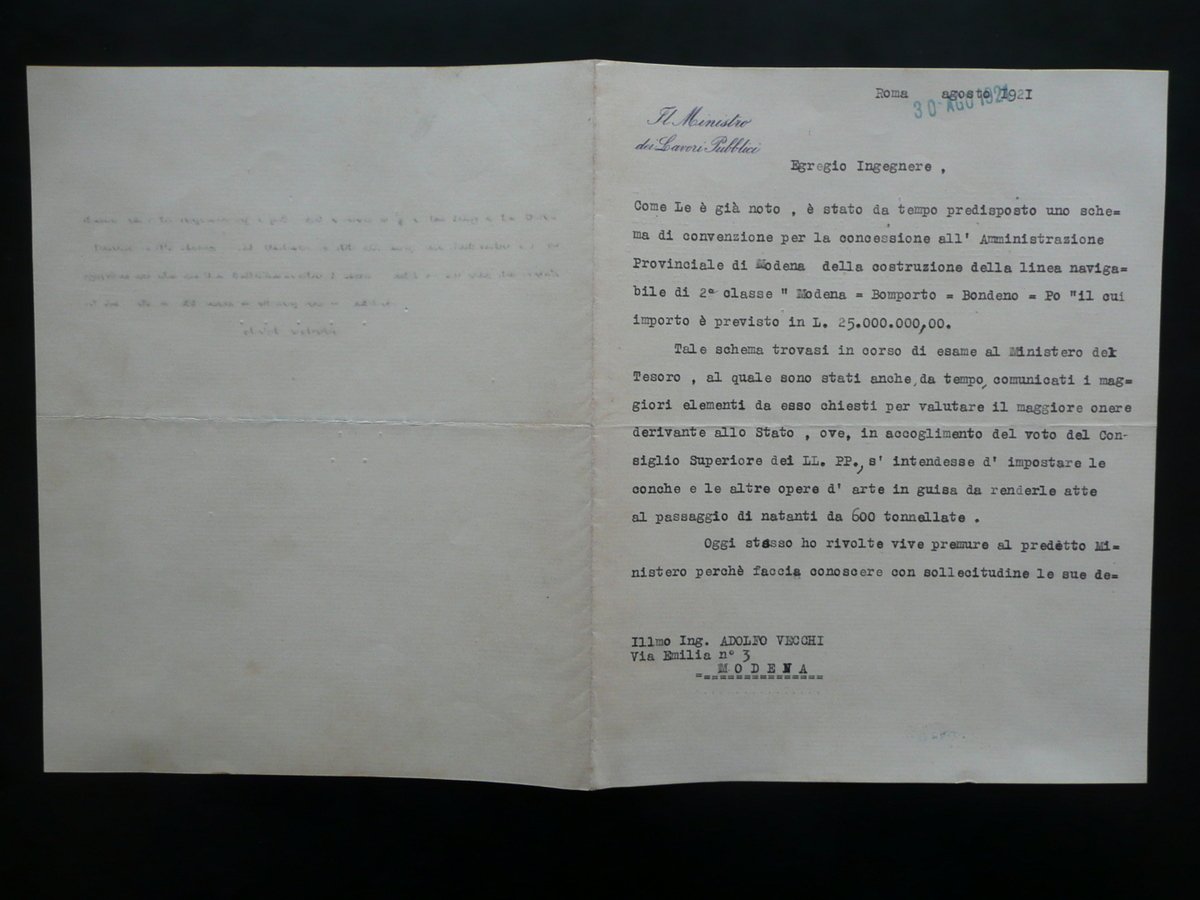 Roma agosto 1921
30 AGO 1921
Il Ministro
dei Lavori Pubblici
Egregio Ingegnere ,
Come Le è già noto , è stato da tempo predisposto uno sche=
ma di convenzione per la concessione all' Amministrazione
Provinciale di Modena della costruzione della linea naviga=
bile di 2ª classe " Modena = Bomporto = Bondeno = Po "il cui
importo è previsto in L. 25.000.000,00.
Tale schema trovasi in corso di esame al Ministero del
Tesoro , al quale sono stati anche, da tempo, comunicati i mag=
giori elementi da esso chiesti per valutare il maggiore onere
derivante allo Stato , ove, in accoglimento del voto del Con-
siglio Superiore dei LL. PP., s' intendesse d' impostare le
conche e le altre opere d' arte in guisa da renderle atte
al passaggio di natanti da 600 tonnellate .
Oggi stesso ho rivolte vive premure al predetto Mi=
nistero perchè faccia conoscere con sollecitudine le sue de=
Illmo Ing. ADOLFO VECCHI
Via Emilia n° 3
M O D E N A